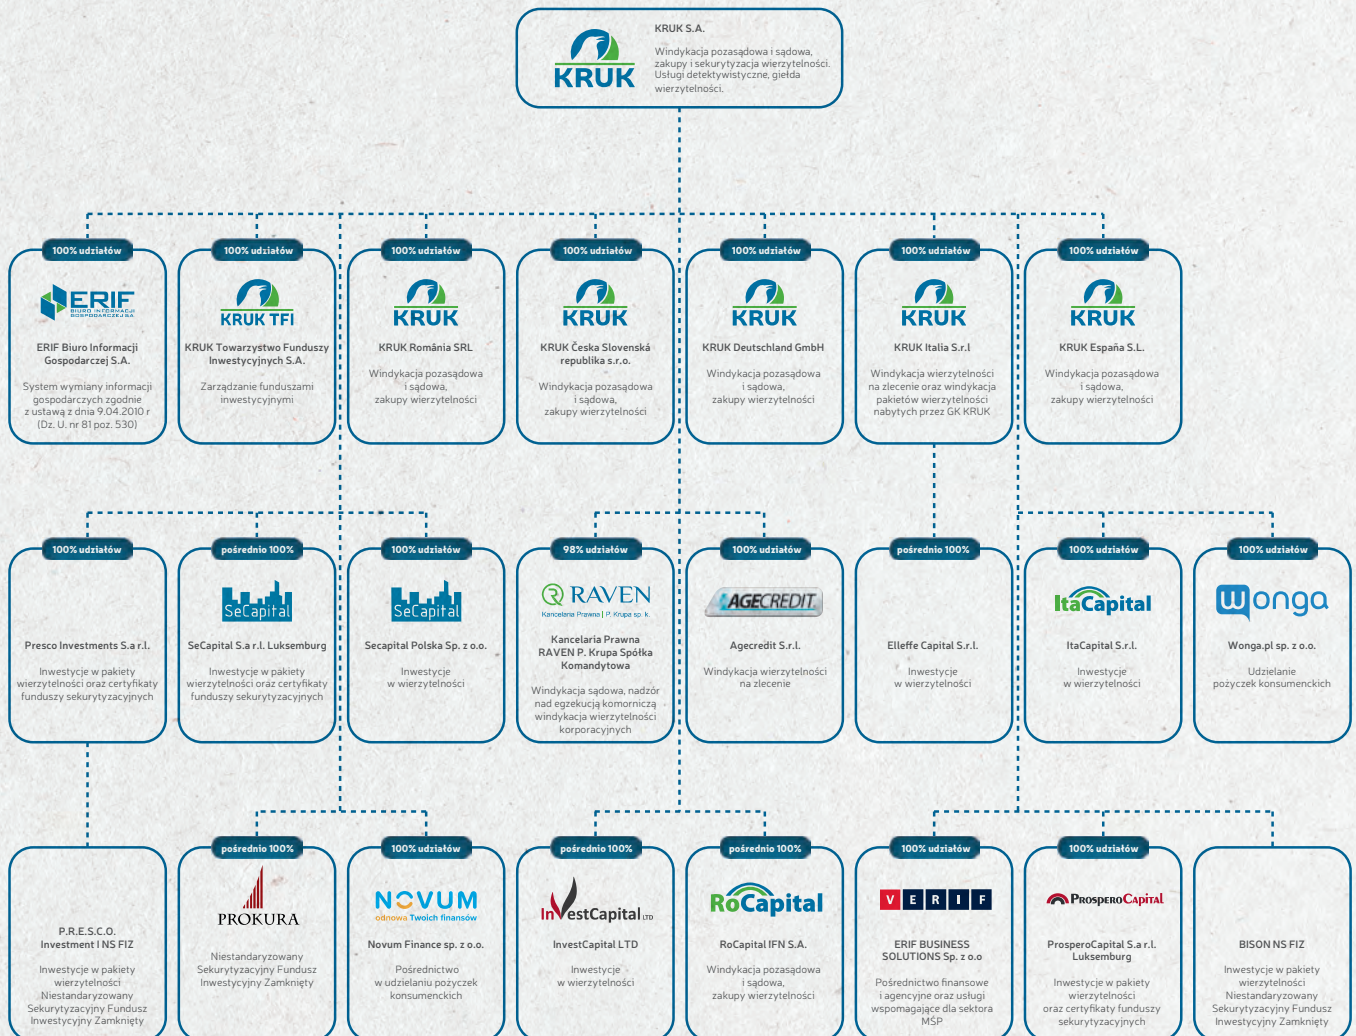 KRUK
KRUK S.A.
Windykacja pozasądowa i sądowa,
zakupy i sekurytyzacja wierzytelności.
Usługi detektywistyczne, giełda
wierzytelności.
100% udziałów
ERIF
BIURO INFORMACJI
GOSPODARCZEJ S.A.
ERIF Biuro Informacji
Gospodarczej S.A.
System wymiany informacji
gospodarczych zgodnie
z ustawą z dnia 9.04.2010 r
(Dz. U. nr 81 poz. 530)
100% udziałów
KRUK TFI
KRUK Towarzystwo Funduszy
Inwestycyjnych S.A.
Zarządzanie funduszami
inwestycyjnymi
100% udziałów
KRUK
KRUK România SRL
Windykacja pozasądowa
i sądowa,
zakupy wierzytelności
100% udziałów
KRUK
KRUK Česka Slovenská
republika s.r.o.
Windykacja pozasądowa
i sądowa,
zakupy wierzytelności
100% udziałów
KRUK
KRUK Deutschland GmbH
Windykacja pozasądowa
i sądowa,
zakupy wierzytelności
100% udziałów
KRUK
KRUK Italia S.r.l
Windykacja wierzytelności
na zlecenie oraz windykacja
pakietów wierzytelności
nabytych przez GK KRUK
100% udziałów
KRUK
KRUK España S.L.
Windykacja pozasądowa
i sądowa,
zakupy wierzytelności
100% udziałów
Presco Investments S.a r.l.
Inwestycje w pakiety
wierzytelności oraz certyfikaty
funduszy sekurytyzacyjnych
pośrednio 100%
SeCapital
SeCapital S.a r.l. Luksemburg
Inwestycje w pakiety
wierzytelności oraz certyfikaty
funduszy sekurytyzacyjnych
100% udziałów
SeCapital
Secapital Polska Sp. z o.o.
Inwestycje
w wierzytelności
98% udziałów
RAVEN
Kancelaria Prawna | P. Krupa sp. k.
Kancelaria Prawna
RAVEN P. Krupa Spółka
Komandytowa
Windykacja sądowa, nadzór
nad egzekucją komorniczą
windykacja wierzytelności
korporacyjnych
100% udziałów
AGECREDIT
Agecredit S.r.l.
Windykacja wierzytelności
na zlecenie
pośrednio 100%
Elleffe Capital S.r.l.
Inwestycje
w wierzytelności
100% udziałów
ItaCapital
ItaCapital S.r.l.
Inwestycje
w wierzytelności
100% udziałów
wonga
Wonga.pl sp. z o.o.
Udzielanie
pożyczek konsumenckich
P.R.E.S.C.O.
Investment I NS FIZ
Inwestycje w pakiety
wierzytelności
Niestandaryzowany
Sekurytyzacyjny Fundusz
Inwestycyjny Zamknięty
pośrednio 100%
PROKURA
Niestandaryzowany
Sekurytyzacyjny Fundusz
Inwestycyjny Zamknięty
100% udziałów
NOVUM
odnowa Twoich finansów
Novum Finance sp. z o.o.
Pośrednictwo
w udzielaniu pożyczek
konsumenckich
pośrednio 100%
InVestCapital LTD
InvestCapital LTD
Inwestycje
w wierzytelności
pośrednio 100%
RoCapital
RoCapital IFN S.A.
Windykacja pozasądowa
i sądowa,
zakupy wierzytelności
100% udziałów
VERIF
ERIF BUSINESS
SOLUTIONS Sp. z o.o
Pośrednictwo finansowe
i agencyjne oraz usługi
wspomagające dla sektora
MŚP
100% udziałów
PROSPEROCAPITAL
ProsperoCapital S.a r.l.
Luksemburg
Inwestycje w pakiety
wierzytelności
oraz certyfikaty funduszy
sekurytyzacyjnych
BISON NS FIZ
Inwestycje w pakiety
wierzytelności
Niestandaryzowany
Sekurytyzacyjny Fundusz
Inwestycyjny Zamknięty